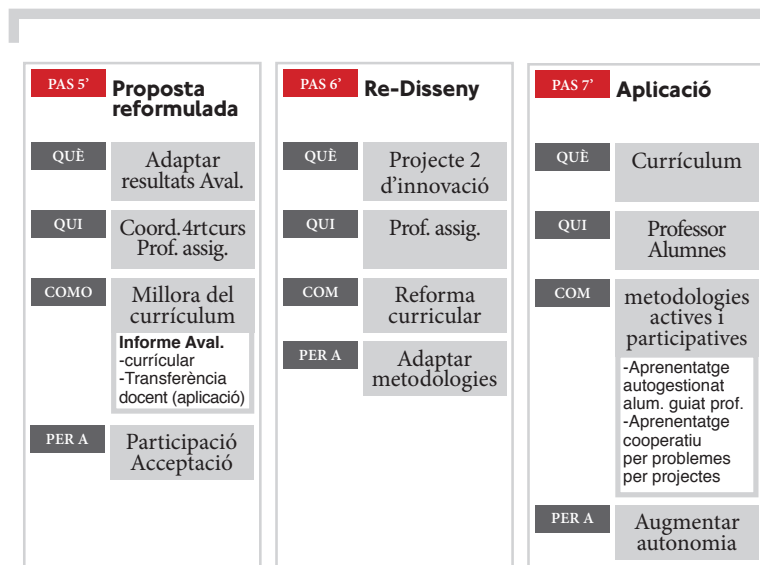 PAS 5’ Proposta
reformulada
QUÈ Adaptar
resultats Aval.
QUI Coord.4rtcurs
Prof. assig.
COMO Millora del
currículum
Informe Aval.
-currícular
-Transferència
docent (aplicació)
PER A Participació
Acceptació
PAS 6’ Re-Disseny
QUÈ Projecte 2
d'innovació
QUI Prof. assig.
COM Reforma
curricular
PER A Adaptar
metodologies
PAS 7’ Aplicació
QUÈ Currículum
QUI Professor
Alumnes
COM metodologies
actives i
participatives
-Aprenentatge
autogestionat
alum. guiat prof.
-Aprenentatge
cooperatiu
per problemes
per projectes
PER A Augmentar
autonomia